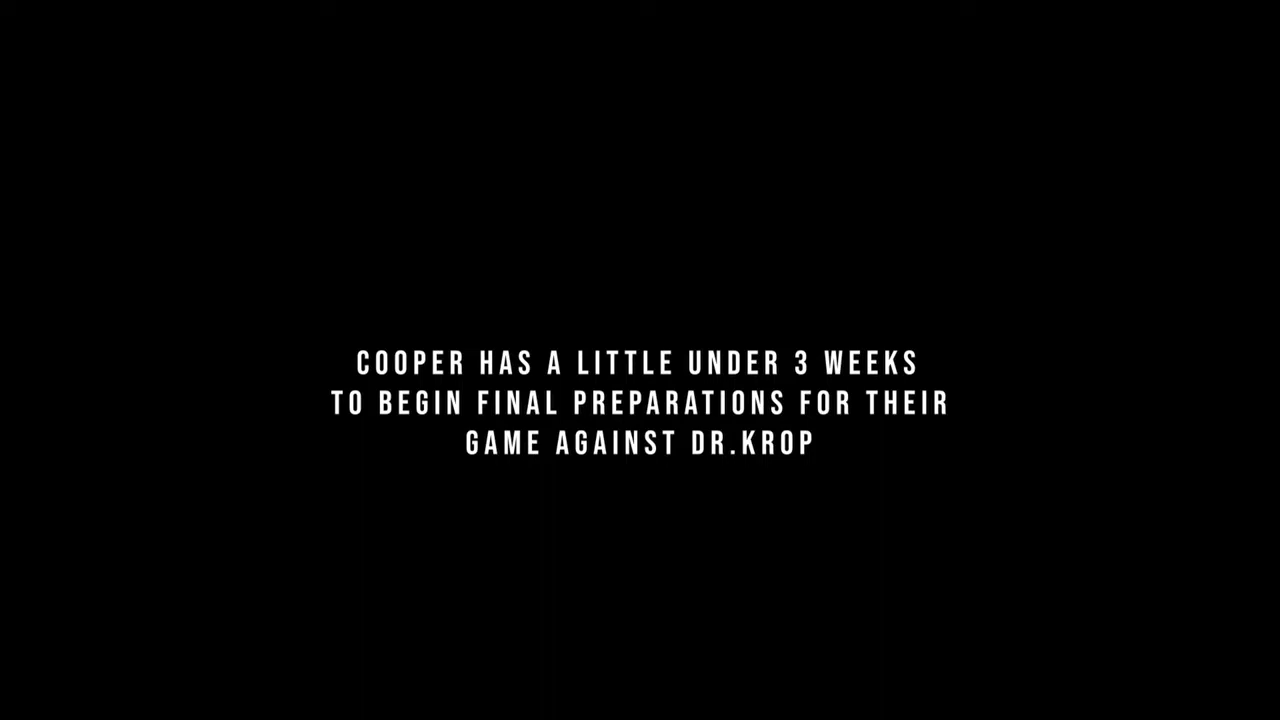 COOPER HAS A LITTLE UNDER 3 WEEKS
TO BEGIN FINAL PREPARATIONS FOR THEIR
GAME AGAINST DR.KROP